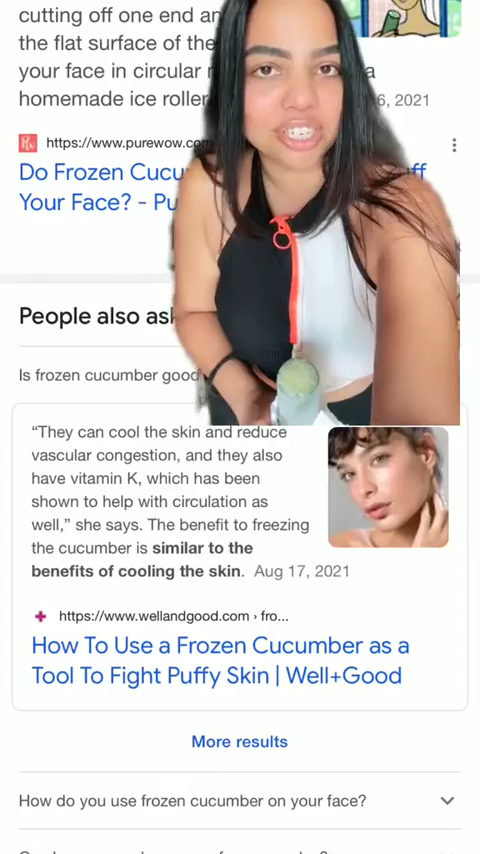 cutting off one end an
the flat surface of the
your face in circular
a
homemade ice roller
6, 2021
https://www.purewow.com
Do Frozen Cucu
uff
Your Face? - Pu
People also ask
Is frozen cucumber good
“They can cool the skin and reduce
vascular congestion, and they also
have vitamin K, which has been
shown to help with circulation as
well,” she says. The benefit to freezing
the cucumber is similar to the
benefits of cooling the skin. Aug 17, 2021
https://www.wellandgood.com › fro...
How To Use a Frozen Cucumber as a
Tool To Fight Puffy Skin | Well+Good
More results
How do you use frozen cucumber on your face?